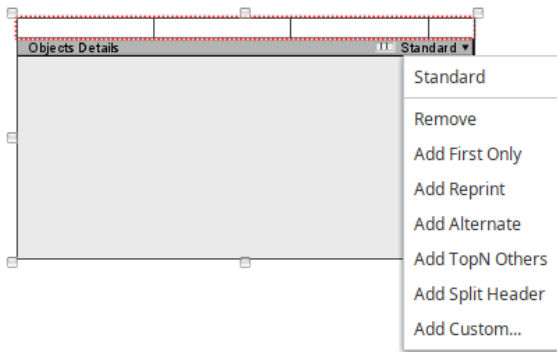 Objects Details
Standard
Standard
Remove
Add First Only
Add Reprint
Add Alternate
Add TopN Others
Add Split Header
Add Custom...